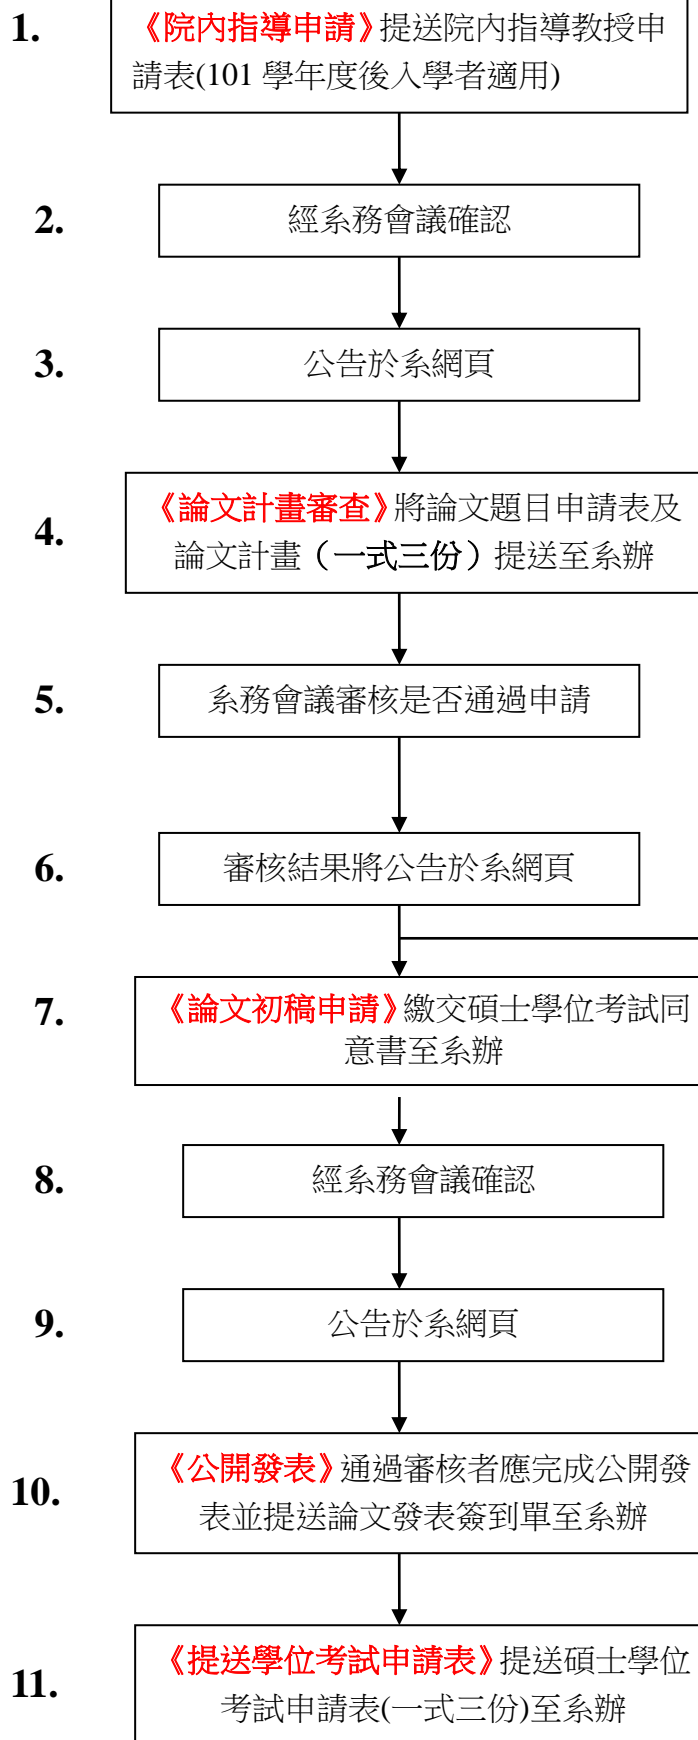 1. 《院內指導申請》提送院內指導教授申
請表(101 學年度後入學者適用)
2. 經系務會議確認
3. 公告於系網頁
4. 《論文計畫審查》將論文題目申請表及
論文計畫（一式三份）提送至系辦
5. 系務會議審核是否通過申請
6. 審核結果將公告於系網頁
7. 《論文初稿申請》繳交碩士學位考試同
意書至系辦
8. 經系務會議確認
9. 公告於系網頁
10. 《公開發表》通過審核者應完成公開發
表並提送論文發表簽到單至系辦
11. 《提送學位考試申請表》提送碩士學位
考試申請表(一式三份)至系辦